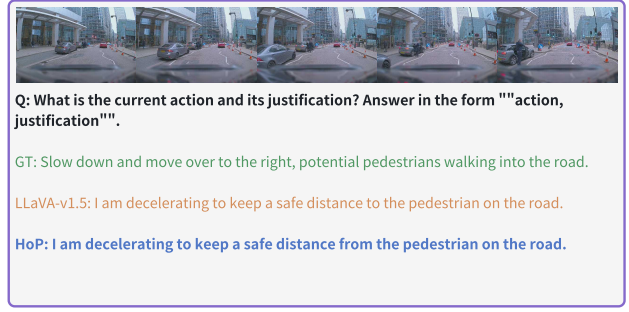 Q: What is the current action and its justification? Answer in the form ""action,
justification"".
GT: Slow down and move over to the right, potential pedestrians walking into the road.
LLaVA-v1.5: I am decelerating to keep a safe distance to the pedestrian on the road.
HoP: I am decelerating to keep a safe distance from the pedestrian on the road.